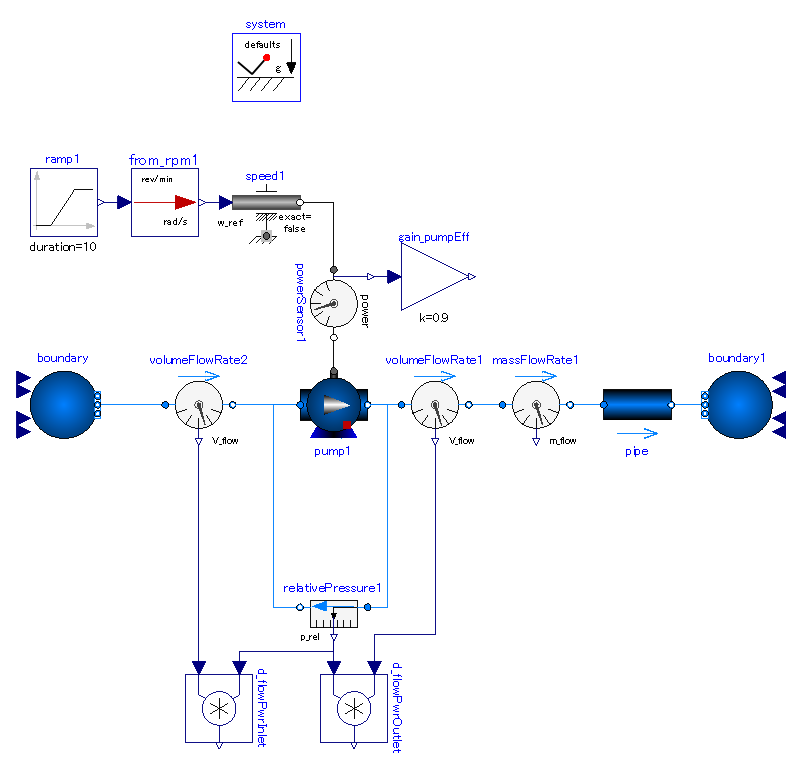 system
defaults
g
ramp1
from_rpm1
rev/min
speed1
rad/s
w_ref
exact=
false
duration=10
gain_pumpEff
powerSensor1
power
k=0.9
boundary
volumeFlowRate2
volumeFlowRate1
massFlowRate1
boundary1
V_flow
V_flow
m_flow
pump1
pipe
relativePressure1
p_rel
d_flowPwrInlet
d_flowPwrOutlet